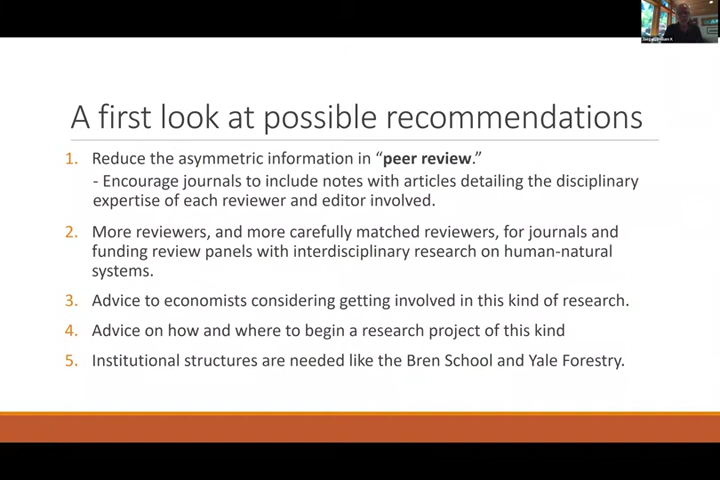 A first look at possible recommendations
1. Reduce the asymmetric information in “peer review.”
- Encourage journals to include notes with articles detailing the disciplinary
expertise of each reviewer and editor involved.
2. More reviewers, and more carefully matched reviewers, for journals and
funding review panels with interdisciplinary research on human-natural
systems.
3. Advice to economists considering getting involved in this kind of research.
4. Advice on how and where to begin a research project of this kind
5. Institutional structures are needed like the Bren School and Yale Forestry.